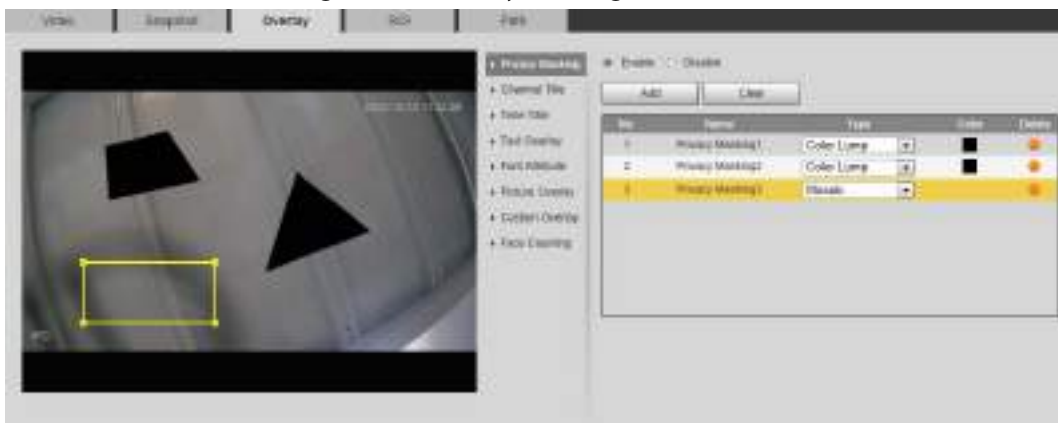 Video Snapshot Overlay ROI Path
Privacy Masking
Channel Title
Time Title
Text Overlay
Font Attribute
Picture Overlay
Custom Overlay
Face Counting
Enable Disable
Add Clear
No. Name Type Color Delete
1 Privacy Masking1 Color Lump
2 Privacy Masking2 Color Lump
3 Privacy Masking3 Mosaic